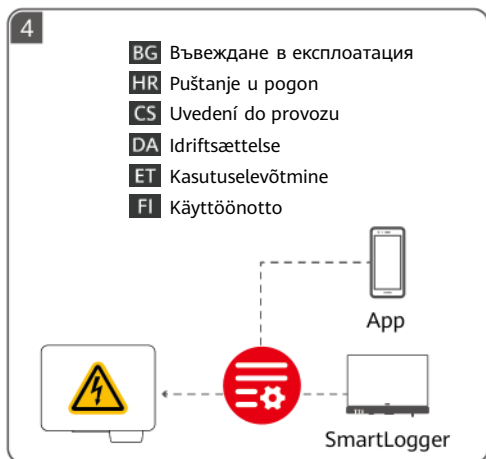 4
BG Въвеждане в експлоатация
HR Puštanje u pogon
CS Uvedení do provozu
DA Idriftsættelse
ET Kasutuselevõtmine
FI Käyttöönotto
App
SmartLogger